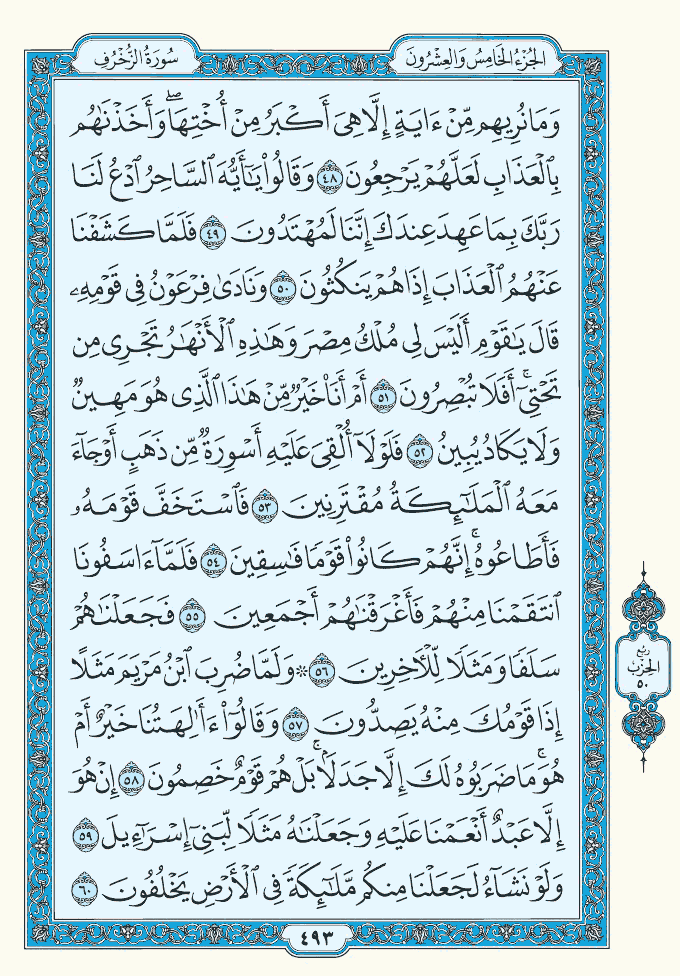 الجُزْءُ الخَامِسُ وَالعِشْرُونَ
سُورَةُ الزُّخْرُفِ
وَمَا نُرِيهِم مِّنْ ءَايَةٍ إِلَّا هِىَ أَكْبَرُ مِنْ أُخْتِهَاۖ وَأَخَذْنَٰهُم
بِٱلْعَذَابِ لَعَلَّهُمْ يَرْجِعُونَ ٤٨ وَقَالُوا۟ يَٰٓأَيُّهَ ٱلسَّاحِرُ ٱدْعُ لَنَا
رَبَّكَ بِمَا عَهِدَ عِندَكَ إِنَّنَا لَمُهْتَدُونَ ٤٩ فَلَمَّا كَشَفْنَا
عَنْهُمُ ٱلْعَذَابَ إِذَا هُمْ يَنكُثُونَ ٥٠ وَنَادَىٰ فِرْعَوْنُ فِى قَوْمِهِۦ
قَالَ يَٰقَوْمِ أَلَيْسَ لِى مُلْكُ مِصْرَ وَهَٰذِهِ ٱلْأَنْهَٰرُ تَجْرِى مِن
تَحْتِىٓۚ أَفَلَا تُبْصِرُونَ ٥١ أَمْ أَنَا۠ خَيْرٌ مِّنْ هَٰذَا ٱلَّذِى هُوَ مَهِينٌ
وَلَا يَكَادُ يُبِينُ ٥٢ فَلَوْلَآ أُلْقِىَ عَلَيْهِ أَسْوِرَةٌ مِّن ذَهَبٍ أَوْ جَآءَ
مَعَهُ ٱلْمَلَٰٓئِكَةُ مُقْتَرِنِينَ ٥٣ فَٱسْتَخَفَّ قَوْمَهُۥ
فَأَطَاعُوهُۚ إِنَّهُمْ كَانُوا۟ قَوْمًا فَٰسِقِينَ ٥٤ فَلَمَّآ ءَاسَفُونَا
ٱنتَقَمْنَا مِنْهُمْ فَأَغْرَقْنَٰهُمْ أَجْمَعِينَ ٥٥ فَجَعَلْنَٰهُمْ
سَلَفًا وَمَثَلًا لِّلْءَاخِرِينَ ٥٦ ۞ وَلَمَّا ضُرِبَ ٱبْنُ مَرْيَمَ مَثَلًا
إِذَا قَوْمُكَ مِنْهُ يَصِدُّونَ ٥٧ وَقَالُوٓا۟ ءَأَٰلِهَتُنَا خَيْرٌ أَمْ
هُوَۚ مَا ضَرَبُوهُ لَكَ إِلَّا جَدَلًۢاۚ بَلْ هُمْ قَوْمٌ خَصِمُونَ ٥٨ إِنْ هُوَ
إِلَّا عَبْدٌ أَنْعَمْنَا عَلَيْهِ وَجَعَلْنَٰهُ مَثَلًا لِّبَنِىٓ إِسْرَٰٓءِيلَ ٥٩
وَلَوْ نَشَآءُ لَجَعَلْنَا مِنكُم مَّلَٰٓئِكَةً فِى ٱلْأَرْضِ يَخْلُفُونَ ٦٠
ربع
الحزب
٥٠
٤٩٣